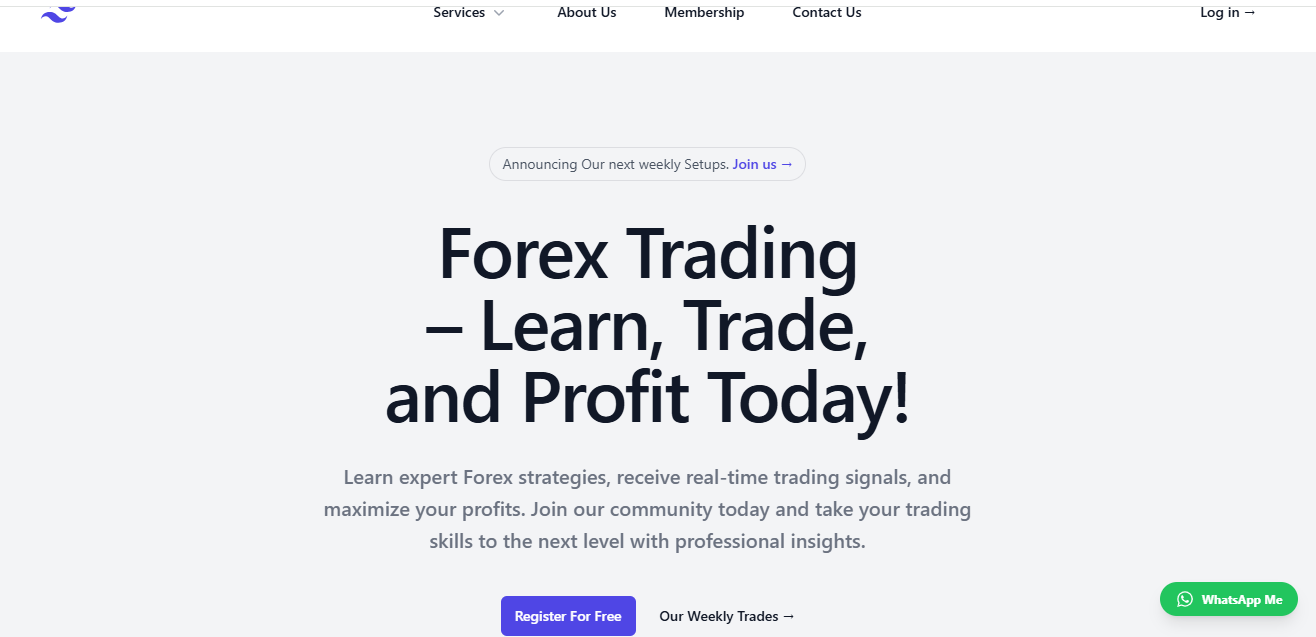 Services About Us Membership Contact Us Log in →
Announcing Our next weekly Setups. Join us →
Forex Trading
– Learn, Trade,
and Profit Today!
Learn expert Forex strategies, receive real-time trading signals, and
maximize your profits. Join our community today and take your trading
skills to the next level with professional insights.
Register For Free Our Weekly Trades →
WhatsApp Me